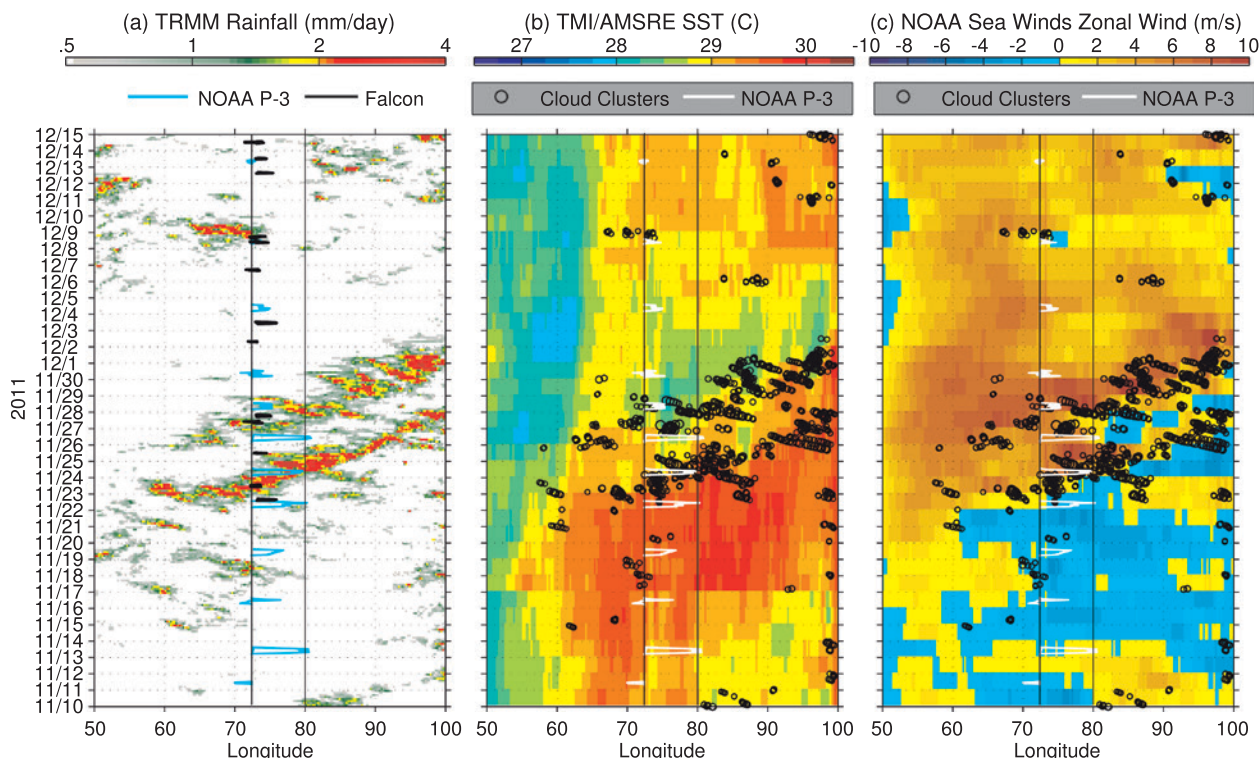 (a) TRMM Rainfall (mm/day)
.5 1 2 4
NOAA P-3 Falcon
(b) TMI/AMSRE SST (C)
27 28 29 30
Cloud Clusters NOAA P-3
(c) NOAA Sea Winds Zonal Wind (m/s)
-10 -8 -6 -4 -2 0 2 4 6 8 10
Cloud Clusters NOAA P-3
2011
12/15
12/14
12/13
12/12
12/11
12/10
12/9
12/8
12/7
12/6
12/5
12/4
12/3
12/2
12/1
11/30
11/29
11/28
11/27
11/26
11/25
11/24
11/23
11/22
11/21
11/20
11/19
11/18
11/17
11/16
11/15
11/14
11/13
11/12
11/11
11/10
50 60 70 80 90 100
Longitude
50 60 70 80 90 100
Longitude
50 60 70 80 90 100
Longitude